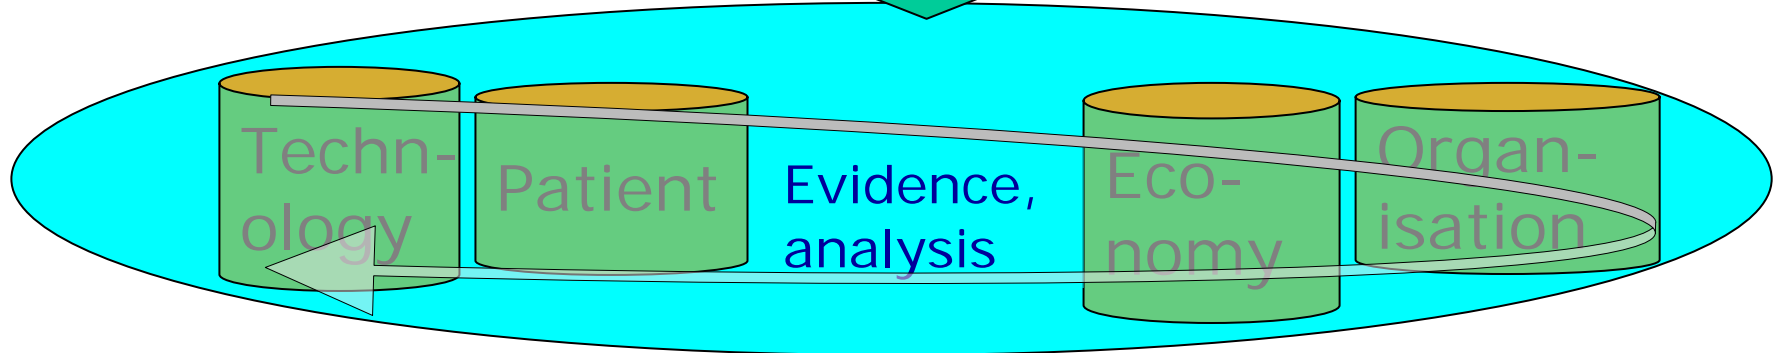 Techn-
ology
Patient
Evidence,
analysis
Eco-
nomy
Organ-
isation